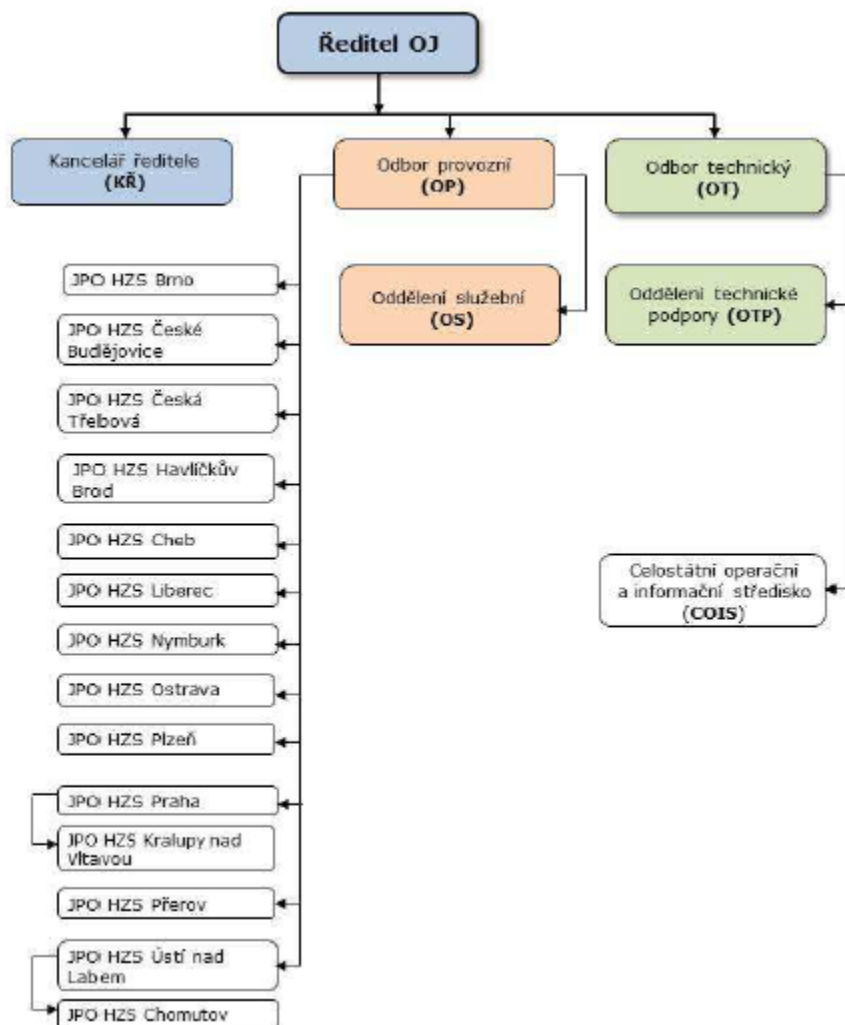 Ředitel OJ
Kancelář ředitele
(KŘ)
Odbor provozní
(OP)
Odbor technický
(OT)
Oddělení služební
(OS)
Oddělení technické
podpory (OTP)
JPO HZS Brno
JPO HZS České
Budějovice
JPO HZS Česká
Třebová
JPO HZS Havlíčkův
Brod
JPO HZS Cheb
JPO HZS Liberec
JPO HZS Nymburk
JPO HZS Ostrava
JPO HZS Plzeň
JPO HZS Praha
JPO HZS Kralupy nad
Vltavou
JPO HZS Přerov
JPO HZS Ústí nad
Labem
JPO HZS Chomutov
Celostátní operační
a informační středisko
(COIS)